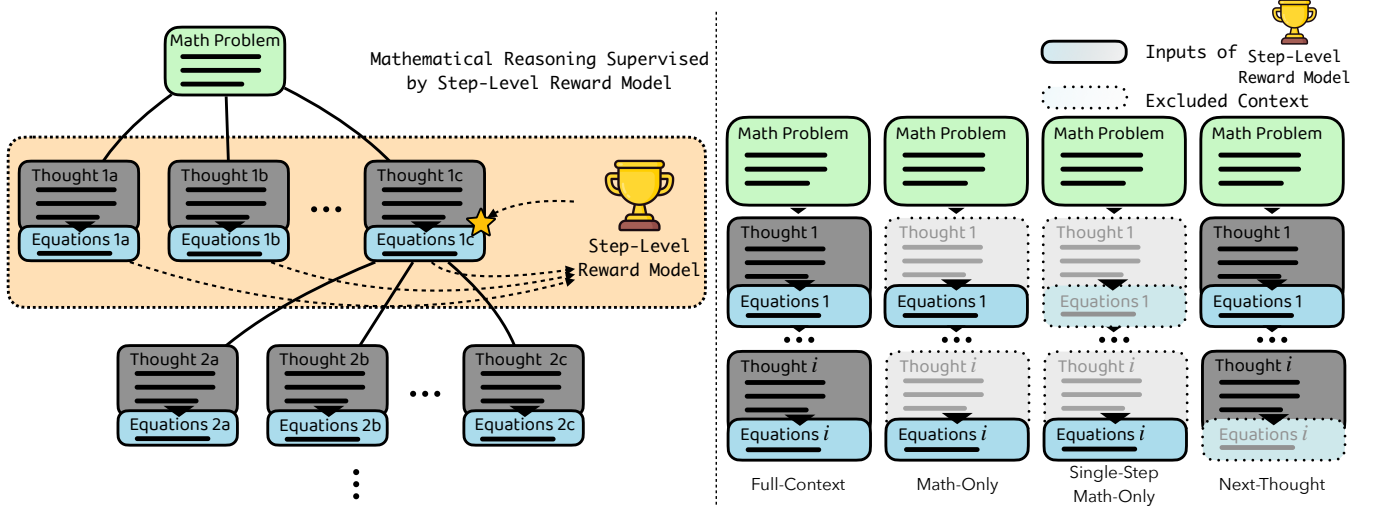 Math Problem
Mathematical Reasoning Supervised
by Step-Level Reward Model
Thought 1a
Thought 1b
Thought 1c
...
Equations 1a
Equations 1b
Equations 1c
Step-Level
Reward Model
Thought 2a
Thought 2b
Thought 2c
...
Equations 2a
Equations 2b
Equations 2c
Inputs of Step-Level
Reward Model
Excluded Context
Math Problem
Math Problem
Math Problem
Math Problem
Thought 1
Thought 1
Thought 1
Thought 1
Equations 1
Equations 1
Equations 1
Equations 1
...
...
...
...
Thought i
Thought i
Thought i
Thought i
Equations i
Equations i
Equations i
Equations i
Full-Context
Math-Only
Single-Step
Math-Only
Next-Thought